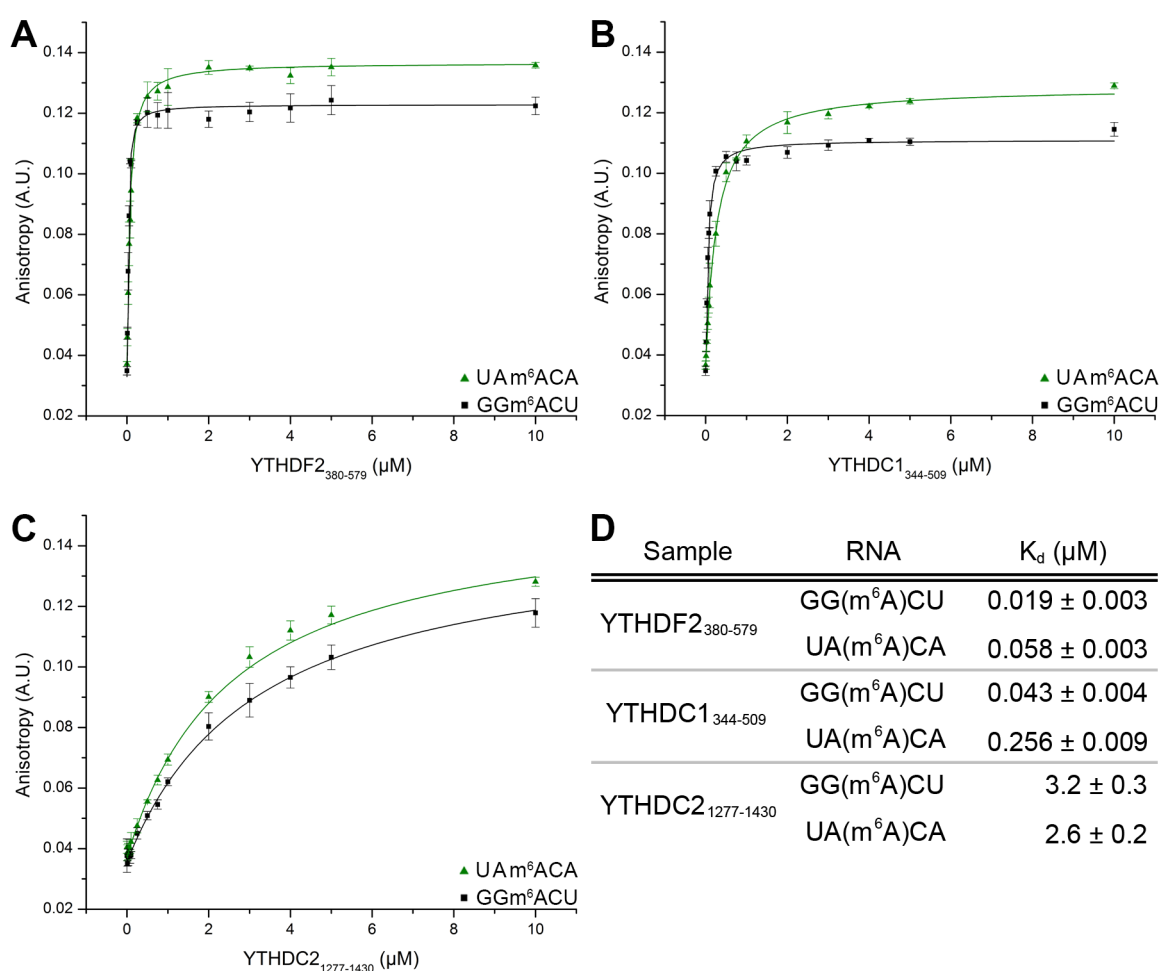 A
Anisotropy (A.U.)
0.14
0.12
0.10
0.08
0.06
0.04
0.02
0 2 4 6 8 10
YTHDF2₃₈₀₋₅₇₉ (µM)
UAm⁶ACA
GGm⁶ACU
B
Anisotropy (A.U.)
0.14
0.12
0.10
0.08
0.06
0.04
0.02
0 2 4 6 8 10
YTHDC1₃₄₄₋₅₀₉ (µM)
UAm⁶ACA
GGm⁶ACU
C
Anisotropy (A.U.)
0.14
0.12
0.10
0.08
0.06
0.04
0.02
0 2 4 6 8 10
YTHDC2₁₂₇₇₋₁₄₃₀ (µM)
UAm⁶ACA
GGm⁶ACU
D
Sample RNA K_d (µM)
YTHDF2₃₈₀₋₅₇₉
GG(m⁶A)CU 0.019 ± 0.003
UA(m⁶A)CA 0.058 ± 0.003
YTHDC1₃₄₄₋₅₀₉
GG(m⁶A)CU 0.043 ± 0.004
UA(m⁶A)CA 0.256 ± 0.009
YTHDC2₁₂₇₇₋₁₄₃₀
GG(m⁶A)CU 3.2 ± 0.3
UA(m⁶A)CA 2.6 ± 0.2